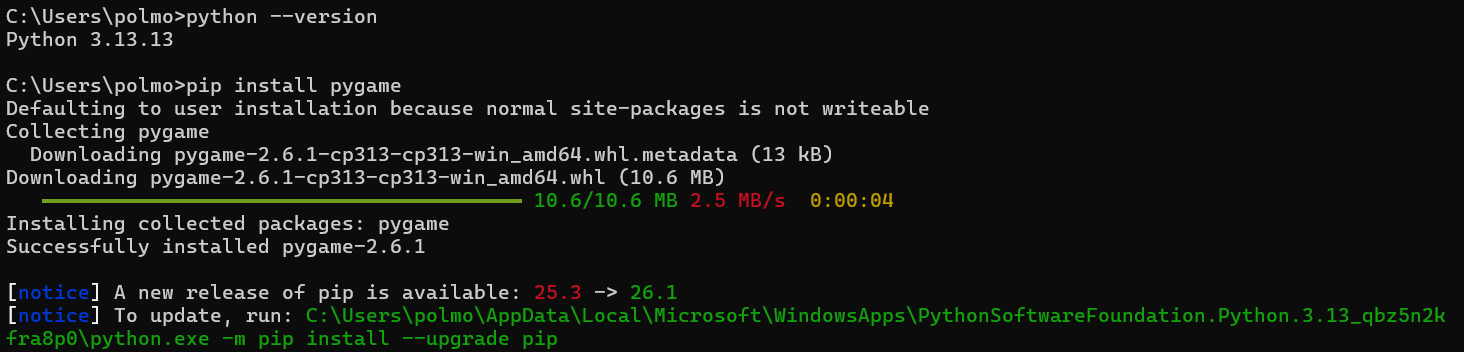 C:\Users\polmo>python --version
Python 3.13.13
C:\Users\polmo>pip install pygame
Defaulting to user installation because normal site-packages is not writeable
Collecting pygame
  Downloading pygame-2.6.1-cp313-cp313-win_amd64.whl.metadata (13 kB)
Downloading pygame-2.6.1-cp313-cp313-win_amd64.whl (10.6 MB)
10.6/10.6 MB 2.5 MB/s  0:00:04
Installing collected packages: pygame
Successfully installed pygame-2.6.1
[notice] A new release of pip is available: 25.3 -> 26.1
[notice] To update, run: C:\Users\polmo\AppData\Local\Microsoft\WindowsApps\PythonSoftwareFoundation.Python.3.13_qbz5n2k
fra8p0\python.exe -m pip install --upgrade pip